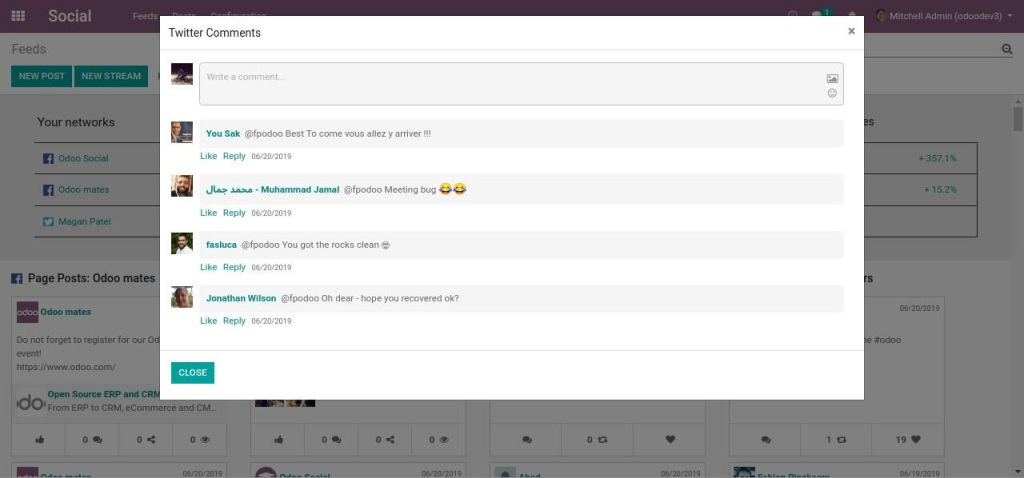 Social
Feeds Posts Configuration
1
Mitchell Admin (odoodev3)
Twitter Comments
×
Feeds
NEW POST NEW STREAM
Write a comment...
Your networks
You Sak @fpodoo Best To come vous allez y arriver !!!
Like Reply 06/20/2019
Odoo Social
+ 357.1%
محمد جمال - Muhammad Jamal @fpodoo Meeting bug 😂😂
Like Reply 06/20/2019
Odoo mates
+ 15.2%
Magan Patel
fasluca @fpodoo You got the rocks clean 🤓
Like Reply 06/20/2019
Page Posts: Odoo mates
Jonathan Wilson @fpodoo Oh dear - hope you recovered ok?
Like Reply 06/20/2019
odoo
Odoo mates
06/20/2019
Do not forget to register for our Od
#odoo
event!
https://www.odoo.com/
CLOSE
Open Source ERP and CRM
From ERP to CRM, eCommerce and CM...
0 0 0
0 0 0
0
1 19
Odoo mates 06/20/2019
Odoo Social 06/20/2019
Abed 06/20/2019
Fabien Pinckaers 06/19/2019